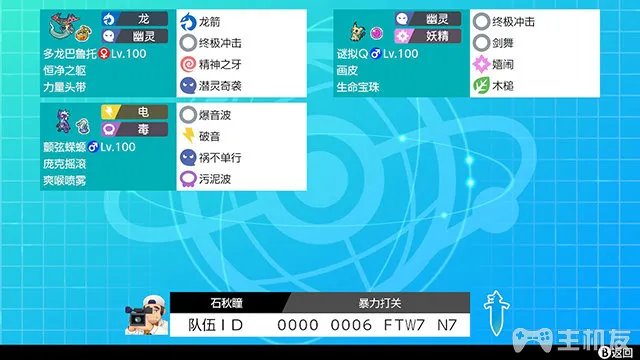 龙
幽灵
多龙巴鲁托♀Lv.100
恒净之躯
力量头带
龙箭
终极冲击
精神之牙
潜灵奇袭
幽灵
妖精
谜拟Q♂Lv.100
画皮
生命宝珠
终极冲击
剑舞
嬉闹
木槌
电
毒
颤弦蝾螈♂Lv.100
庞克摇滚
爽喉喷雾
爆音波
破音
祸不单行
污泥波
石秋瞳
暴力打关
队伍ID 0000 0006 FTW7 N7
主机友
B返回